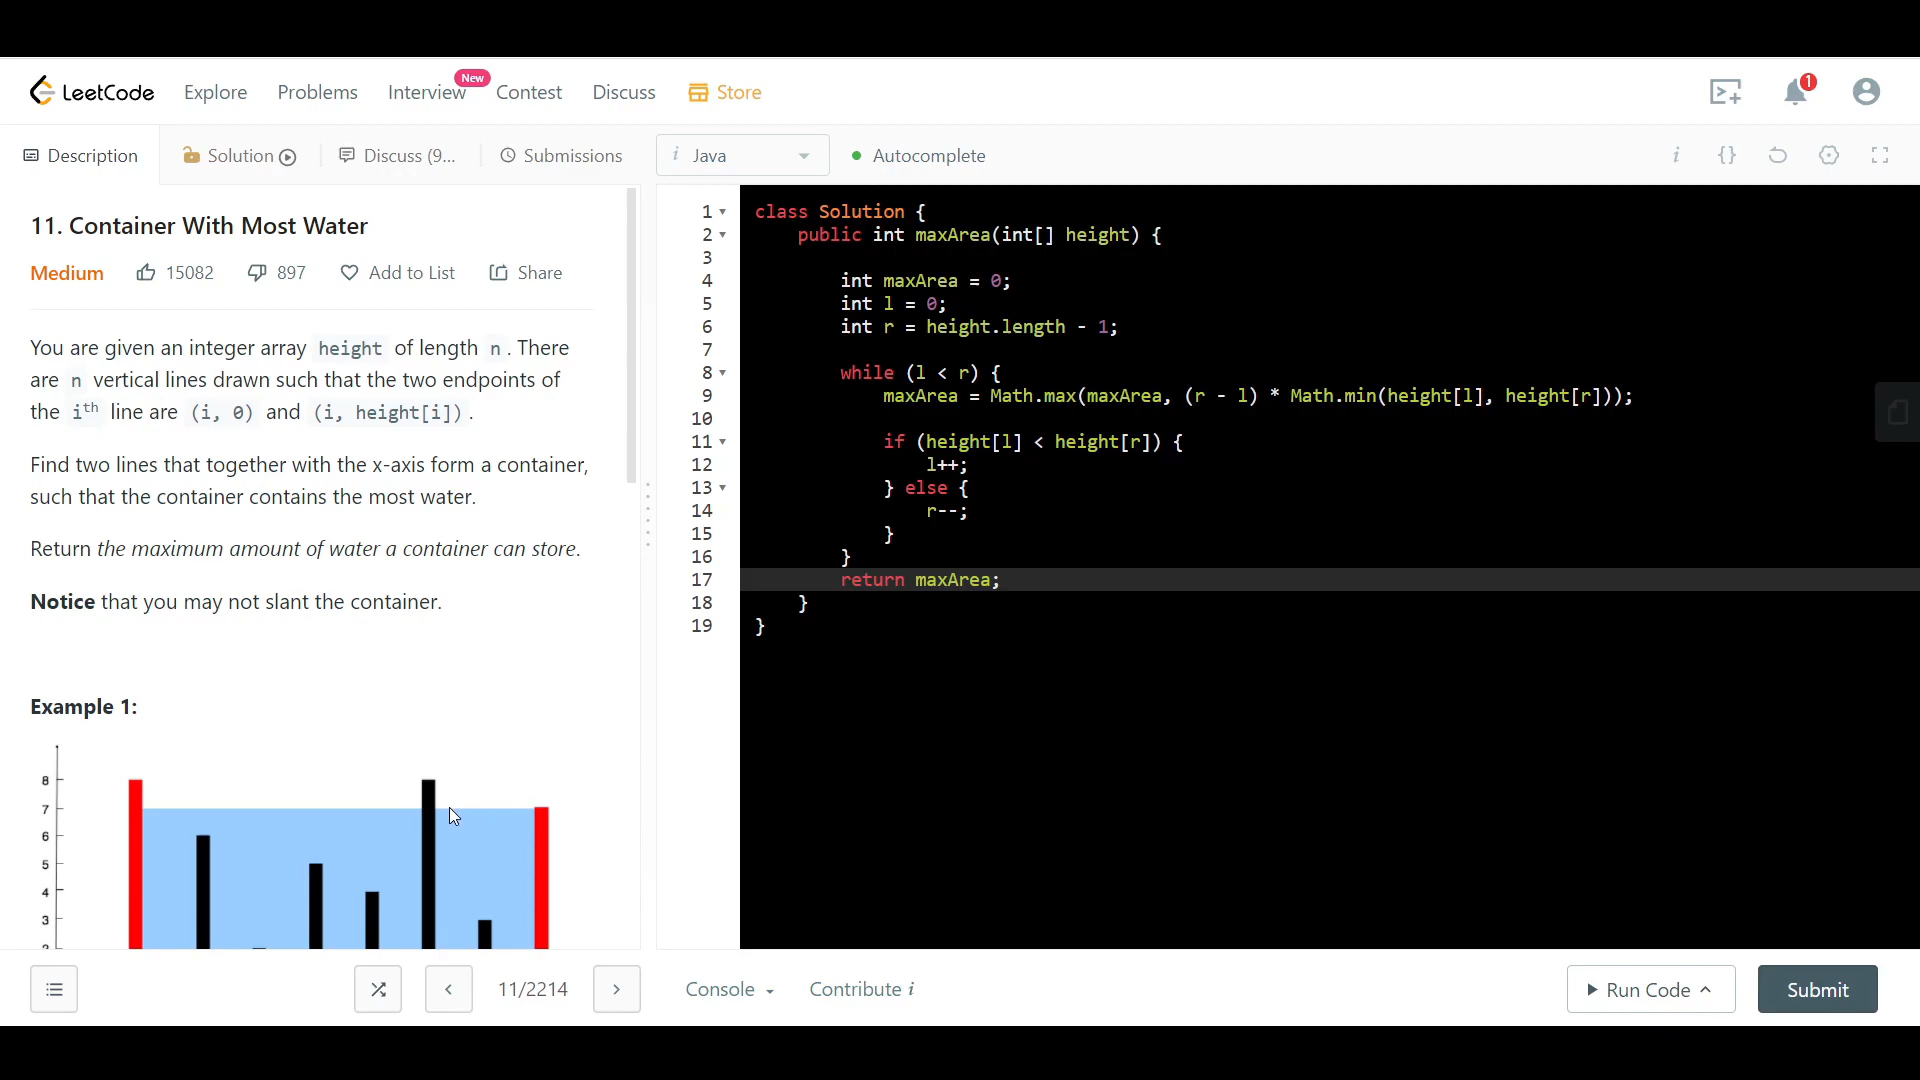 LeetCode Explore Problems Interview New Contest Discuss Store 1
Description Solution Discuss (9... Submissions
i Java Autocomplete i {}
11. Container With Most Water
Medium 15082 897 Add to List Share
You are given an integer array height of length n. There
are n vertical lines drawn such that the two endpoints of
the ith line are (i, 0) and (i, height[i]).
Find two lines that together with the x-axis form a container,
such that the container contains the most water.
Return the maximum amount of water a container can store.
Notice that you may not slant the container.
Example 1:
8
7
6
5
4
3
2
1 class Solution {
2     public int maxArea(int[] height) {
3
4         int maxArea = 0;
5         int l = 0;
6         int r = height.length - 1;
7
8         while (l < r) {
9             maxArea = Math.max(maxArea, (r - l) * Math.min(height[l], height[r]));
10
11             if (height[l] < height[r]) {
12                 l++;
13             } else {
14                 r--;
15             }
16         }
17         return maxArea;
18     }
19 }
< 11/2214 > Console Contribute i Run Code Submit